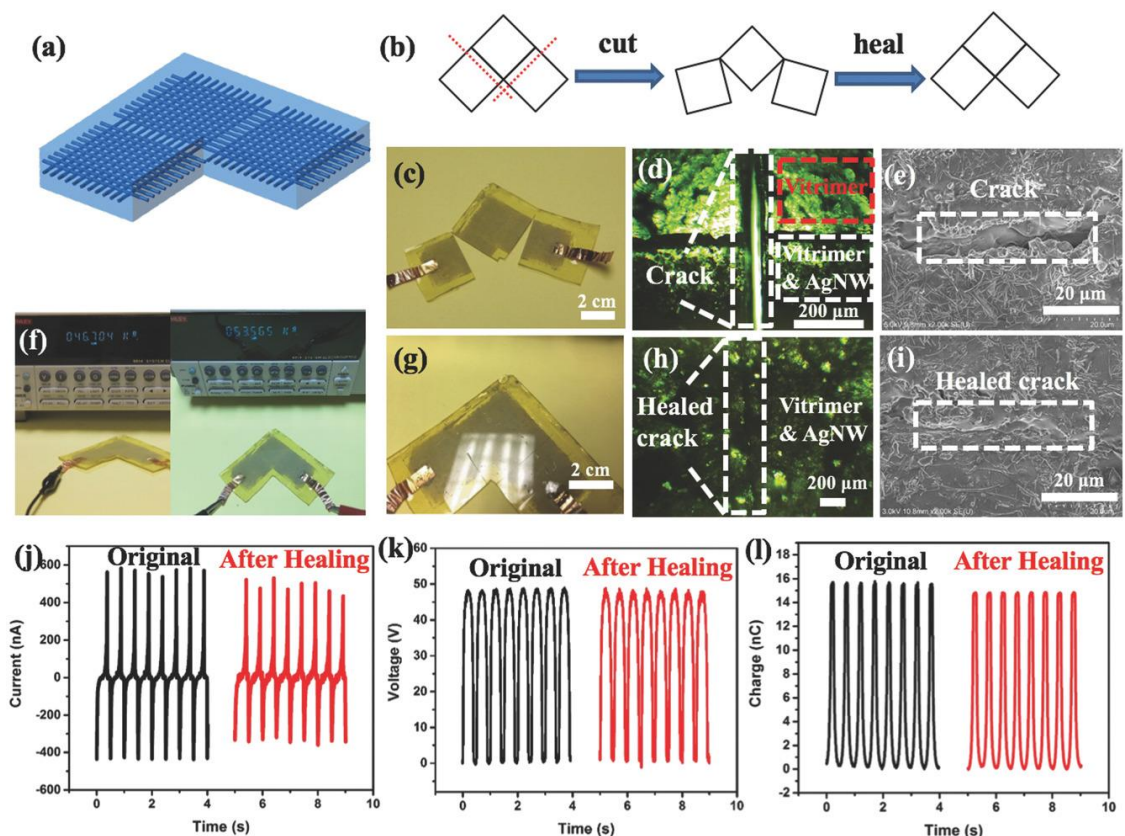 (a)
(b)
cut
heal
(c)
2 cm
(d)
Vitrimer
Vitrimer
& AgNW
Crack
200 μm
(e)
Crack
20 μm
(f)
(g)
2 cm
(h)
Healed
crack
Vitrimer
& AgNW
200 μm
(i)
Healed crack
20 μm
(j)
Original
After Healing
Current (nA)
600
400
200
0
-200
-400
-600
0
2
4
6
8
10
Time (s)
(k)
Original
After Healing
Voltage (V)
60
50
40
30
20
10
0
0
2
4
6
8
10
Time (s)
(l)
Original
After Healing
Charge (nC)
18
16
14
12
10
8
6
4
2
0
-2
0
2
4
6
8
10
Time (s)